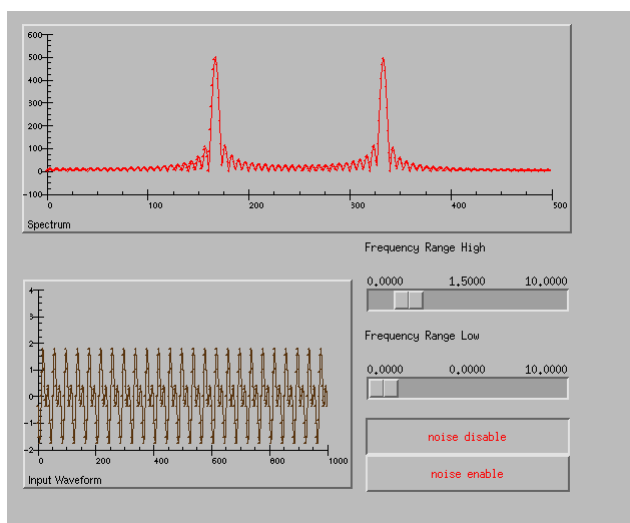 600
500
400
300
200
100
0
-100
0 100 200 300 400 500
Spectrum
Frequency Range High
0.0000 1.5000 10.0000
Frequency Range Low
0.0000 0.0000 10.0000
noise disable
noise enable
4
3
2
1
0
-1
-2
0 200 400 600 800 1000
Input Waveform